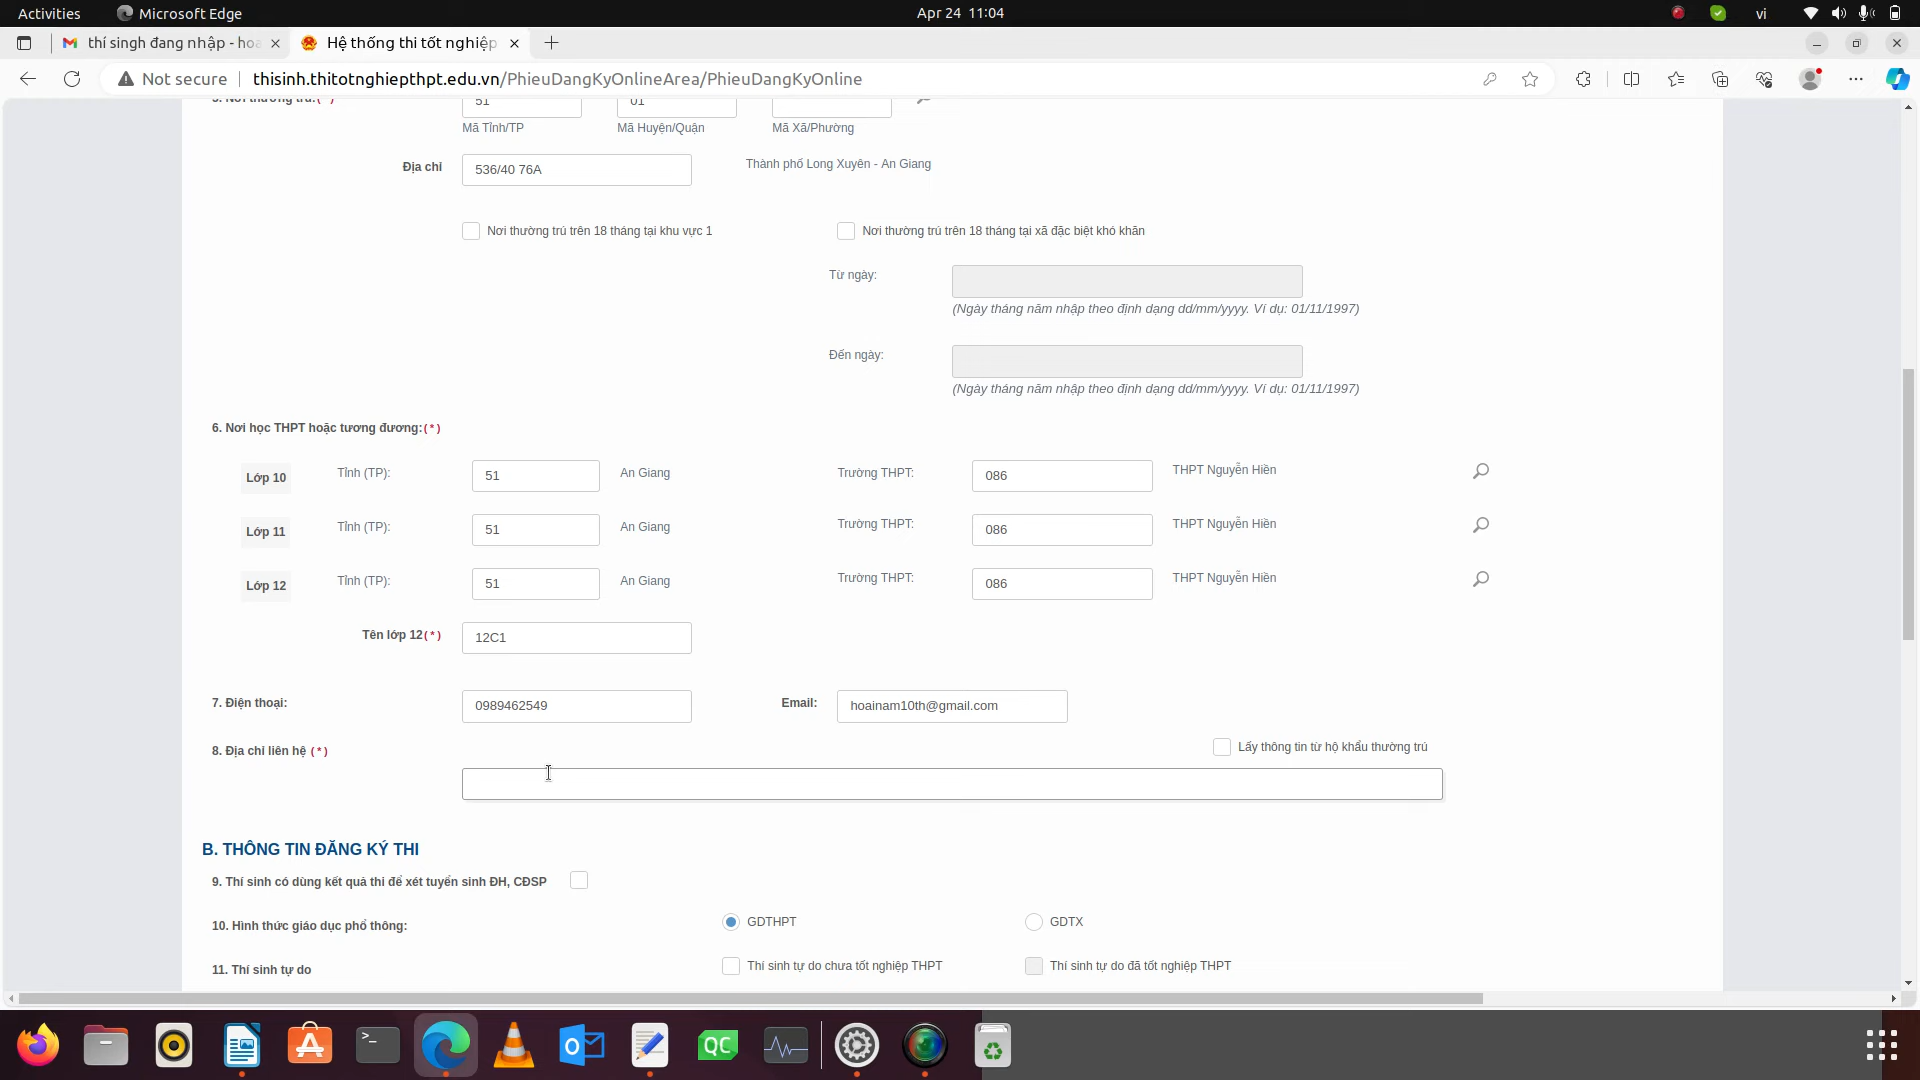 Activities
Microsoft Edge
Apr 24 11:04
vi
thí singh đang nhập - hoa
Hệ thống thi tốt nghiệp
Not secure
thisinh.thitotnghiepthpt.edu.vn/PhieuDangKyOnlineArea/PhieuDangKyOnline
5. Nơi thường trú:(*)
51
01
Mã Tỉnh/TP
Mã Huyện/Quận
Mã Xã/Phường
Địa chỉ
536/40 76A
Thành phố Long Xuyên - An Giang
Nơi thường trú trên 18 tháng tại khu vực 1
Nơi thường trú trên 18 tháng tại xã đặc biệt khó khăn
Từ ngày:
(Ngày tháng năm nhập theo định dạng dd/mm/yyyy. Ví dụ: 01/11/1997)
Đến ngày:
(Ngày tháng năm nhập theo định dạng dd/mm/yyyy. Ví dụ: 01/11/1997)
6. Nơi học THPT hoặc tương đương:(*)
Lớp 10
Tỉnh (TP):
51
An Giang
Trường THPT:
086
THPT Nguyễn Hiền
Lớp 11
Tỉnh (TP):
51
An Giang
Trường THPT:
086
THPT Nguyễn Hiền
Lớp 12
Tỉnh (TP):
51
An Giang
Trường THPT:
086
THPT Nguyễn Hiền
Tên lớp 12(*)
12C1
7. Điện thoại:
0989462549
Email:
hoainam10th@gmail.com
8. Địa chỉ liên hệ (*)
Lấy thông tin từ hộ khẩu thường trú
B. THÔNG TIN ĐĂNG KÝ THI
9. Thí sinh có dùng kết quả thi để xét tuyển sinh ĐH, CĐSP
10. Hình thức giáo dục phổ thông:
GDTHPT
GDTX
11. Thí sinh tự do
Thí sinh tự do chưa tốt nghiệp THPT
Thí sinh tự do đã tốt nghiệp THPT
QC